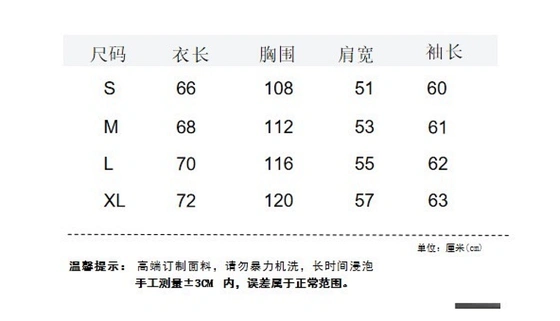 尺码 衣长 胸围 肩宽 袖长
S 66 108 51 60
M 68 112 53 61
L 70 116 55 62
XL 72 120 57 63
单位：厘米(cm)
温馨提示： 高端订制面料，请勿暴力机洗，长时间浸泡
手工测量±3CM 内，误差属于正常范围。